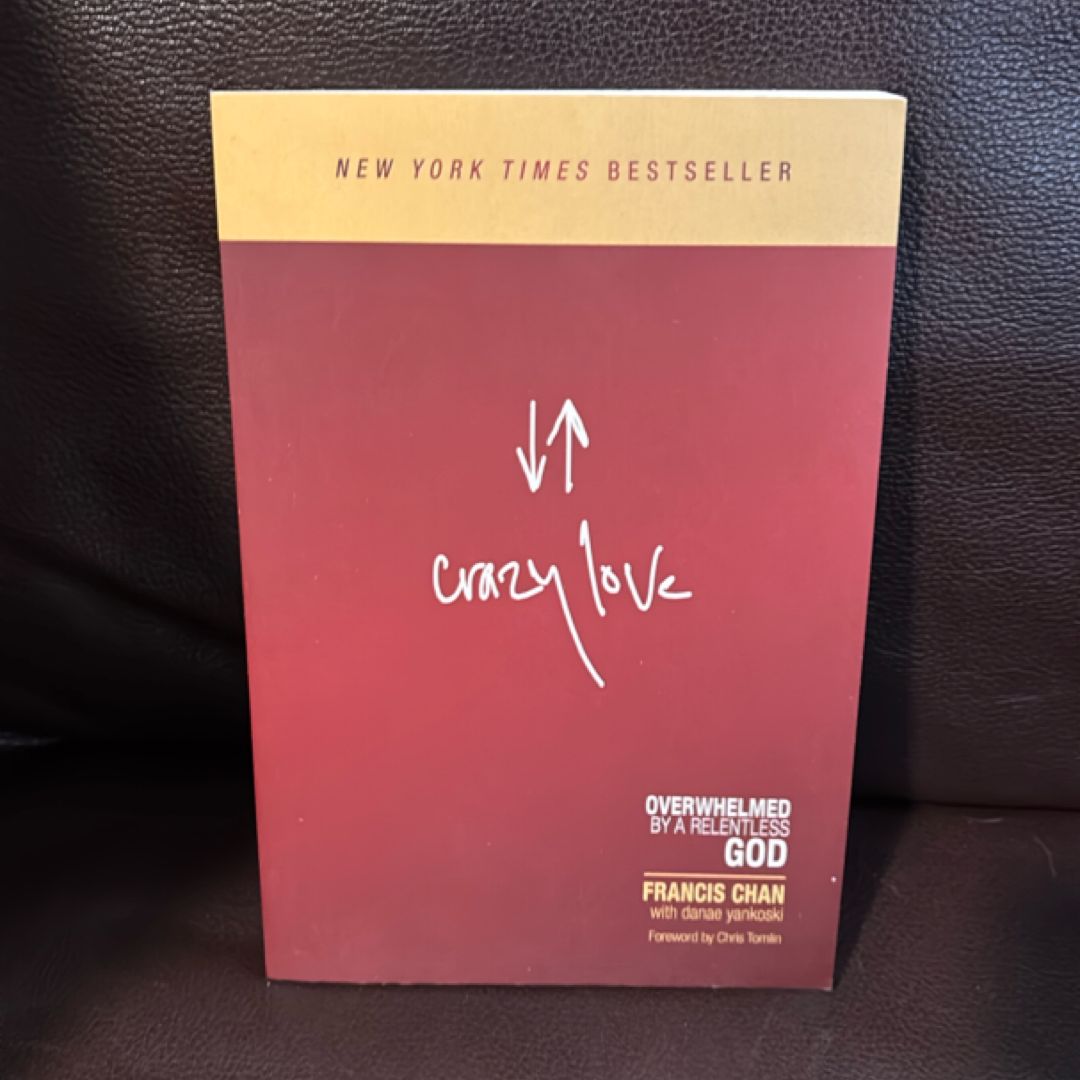 NEW YORK TIMES BESTSELLER
crazy love
OVERWHELMED
BY A RELENTLESS
GOD
FRANCIS CHAN
with danae yankoski
Foreword by Chris Tomlin